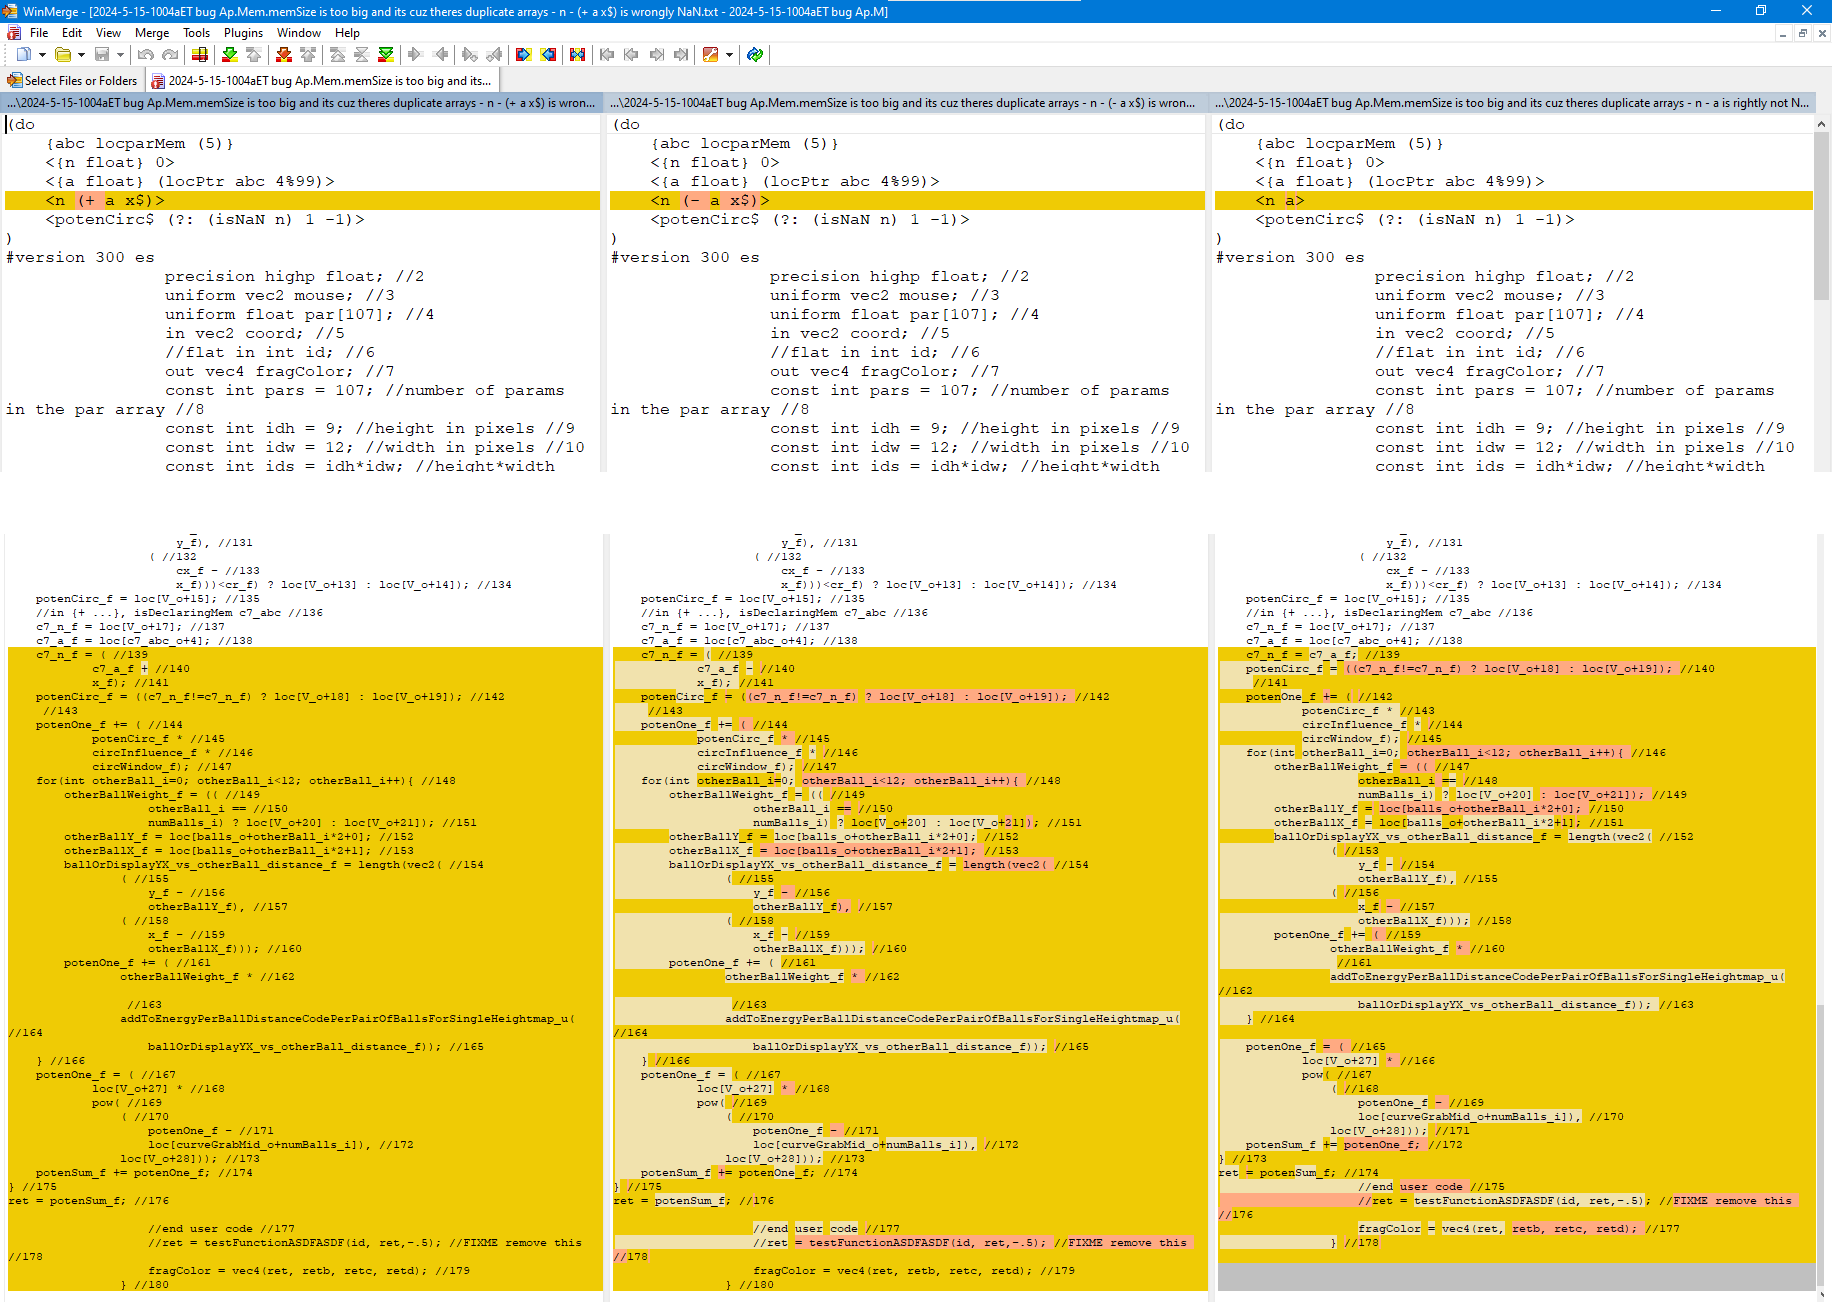 WinMerge - [2024-5-15-1004aET bug Ap.Mem.memSize is too big and its cuz theres duplicate arrays - n - (+ a x$) is wrongly NaN.txt - 2024-5-15-1004aET bug Ap.M]
File Edit View Merge Tools Plugins Window Help
Select Files or Folders
2024-5-15-1004aET bug Ap.Mem.memSize is too big and its...
...\2024-5-15-1004aET bug Ap.Mem.memSize is too big and its cuz theres duplicate arrays - n - (+ a x$) is wron...
(do
{abc locparMem (5)}
<{n float} 0>
<{a float} (locPtr abc 4%99)>
<n (+ a x$)>
<potenCirc$ (?: (isNaN n) 1 -1)>
)
#version 300 es
precision highp float; //2
uniform vec2 mouse; //3
uniform float par[107]; //4
in vec2 coord; //5
//flat in int id; //6
out vec4 fragColor; //7
const int pars = 107; //number of params
in the par array //8
const int idh = 9; //height in pixels //9
const int idw = 12; //width in pixels //10
const int ids = idh*idw; //height*width
y_f), //131
( //132
cx_f - //133
x_f)))<cr_f) ? loc[V_o+13] : loc[V_o+14]); //134
potenCirc_f = loc[V_o+15]; //135
//in {+ ...}, isDeclaringMem c7_abc //136
c7_n_f = loc[V_o+17]; //137
c7_a_f = loc[c7_abc_o+4]; //138
c7_n_f = ( //139
c7_a_f + //140
x_f); //141
potenCirc_f = ((c7_n_f!=c7_n_f) ? loc[V_o+18] : loc[V_o+19]); //142
//143
potenOne_f += ( //144
potenCirc_f * //145
circInfluence_f * //146
circWindow_f); //147
for(int otherBall_i=0; otherBall_i<12; otherBall_i++){ //148
otherBallWeight_f = (( //149
otherBall_i == //150
numBalls_i) ? loc[V_o+20] : loc[V_o+21]); //151
otherBallY_f = loc[balls_o+otherBall_i*2+0]; //152
otherBallX_f = loc[balls_o+otherBall_i*2+1]; //153
ballOrDisplayYX_vs_otherBall_distance_f = length(vec2( //154
( //155
y_f - //156
otherBallY_f), //157
( //158
x_f - //159
otherBallX_f))); //160
potenOne_f += ( //161
otherBallWeight_f * //162
//163
addToEnergyPerBallDistanceCodePerPairOfBallsForSingleHeightmap_u(
//164
ballOrDisplayYX_vs_otherBall_distance_f)); //165
} //166
potenOne_f = ( //167
loc[V_o+27] * //168
pow( //169
( //170
potenOne_f - //171
loc[curveGrabMid_o+numBalls_i]), //172
loc[V_o+28])); //173
potenSum_f += potenOne_f; //174
} //175
ret = potenSum_f; //176
//end user code //177
//ret = testFunctionASDFASDF(id, ret,-.5); //FIXME remove this
//178
fragColor = vec4(ret, retb, retc, retd); //179
} //180
...\2024-5-15-1004aET bug Ap.Mem.memSize is too big and its cuz theres duplicate arrays - n - (- a x$) is wron...
(do
{abc locparMem (5)}
<{n float} 0>
<{a float} (locPtr abc 4%99)>
<n (- a x$)>
<potenCirc$ (?: (isNaN n) 1 -1)>
)
#version 300 es
precision highp float; //2
uniform vec2 mouse; //3
uniform float par[107]; //4
in vec2 coord; //5
//flat in int id; //6
out vec4 fragColor; //7
const int pars = 107; //number of params
in the par array //8
const int idh = 9; //height in pixels //9
const int idw = 12; //width in pixels //10
const int ids = idh*idw; //height*width
y_f), //131
( //132
cx_f - //133
x_f)))<cr_f) ? loc[V_o+13] : loc[V_o+14]); //134
potenCirc_f = loc[V_o+15]; //135
//in {+ ...}, isDeclaringMem c7_abc //136
c7_n_f = loc[V_o+17]; //137
c7_a_f = loc[c7_abc_o+4]; //138
c7_n_f = ( //139
c7_a_f - //140
x_f); //141
potenCirc_f = ((c7_n_f!=c7_n_f) ? loc[V_o+18] : loc[V_o+19]); //142
//143
potenOne_f += ( //144
potenCirc_f * //145
circInfluence_f * //146
circWindow_f); //147
for(int otherBall_i=0; otherBall_i<12; otherBall_i++){ //148
otherBallWeight_f = (( //149
otherBall_i == //150
numBalls_i) ? loc[V_o+20] : loc[V_o+21]); //151
otherBallY_f = loc[balls_o+otherBall_i*2+0]; //152
otherBallX_f = loc[balls_o+otherBall_i*2+1]; //153
ballOrDisplayYX_vs_otherBall_distance_f = length(vec2( //154
( //155
y_f - //156
otherBallY_f), //157
( //158
x_f - //159
otherBallX_f))); //160
potenOne_f += ( //161
otherBallWeight_f * //162
//163
addToEnergyPerBallDistanceCodePerPairOfBallsForSingleHeightmap_u(
//164
ballOrDisplayYX_vs_otherBall_distance_f)); //165
} //166
potenOne_f = ( //167
loc[V_o+27] * //168
pow( //169
( //170
potenOne_f - //171
loc[curveGrabMid_o+numBalls_i]), //172
loc[V_o+28])); //173
potenSum_f += potenOne_f; //174
} //175
ret = potenSum_f; //176
//end user code //177
//ret = testFunctionASDFASDF(id, ret,-.5); //FIXME remove this
//178
fragColor = vec4(ret, retb, retc, retd); //179
} //180
...\2024-5-15-1004aET bug Ap.Mem.memSize is too big and its cuz theres duplicate arrays - n - a is rightly not N...
(do
{abc locparMem (5)}
<{n float} 0>
<{a float} (locPtr abc 4%99)>
<n a>
<potenCirc$ (?: (isNaN n) 1 -1)>
)
#version 300 es
precision highp float; //2
uniform vec2 mouse; //3
uniform float par[107]; //4
in vec2 coord; //5
//flat in int id; //6
out vec4 fragColor; //7
const int pars = 107; //number of params
in the par array //8
const int idh = 9; //height in pixels //9
const int idw = 12; //width in pixels //10
const int ids = idh*idw; //height*width
y_f), //131
( //132
cx_f - //133
x_f)))<cr_f) ? loc[V_o+13] : loc[V_o+14]); //134
potenCirc_f = loc[V_o+15]; //135
//in {+ ...}, isDeclaringMem c7_abc //136
c7_n_f = loc[V_o+17]; //137
c7_a_f = loc[c7_abc_o+4]; //138
c7_n_f = c7_a_f; //139
potenCirc_f = ((c7_n_f!=c7_n_f) ? loc[V_o+18] : loc[V_o+19]); //140
//141
potenOne_f += ( //142
potenCirc_f * //143
circInfluence_f * //144
circWindow_f); //145
for(int otherBall_i=0; otherBall_i<12; otherBall_i++){ //146
otherBallWeight_f = (( //147
otherBall_i == //148
numBalls_i) ? loc[V_o+20] : loc[V_o+21]); //149
otherBallY_f = loc[balls_o+otherBall_i*2+0]; //150
otherBallX_f = loc[balls_o+otherBall_i*2+1]; //151
ballOrDisplayYX_vs_otherBall_distance_f = length(vec2( //152
( //153
y_f - //154
otherBallY_f), //155
( //156
x_f - //157
otherBallX_f))); //158
potenOne_f += ( //159
otherBallWeight_f * //160
//161
addToEnergyPerBallDistanceCodePerPairOfBallsForSingleHeightmap_u(
//162
ballOrDisplayYX_vs_otherBall_distance_f)); //163
} //164
potenOne_f = ( //165
loc[V_o+27] * //166
pow( //167
( //168
potenOne_f - //169
loc[curveGrabMid_o+numBalls_i]), //170
loc[V_o+28])); //171
potenSum_f += potenOne_f; //172
} //173
ret = potenSum_f; //174
//end user code //175
//ret = testFunctionASDFASDF(id, ret,-.5); //FIXME remove this
//176
fragColor = vec4(ret, retb, retc, retd); //177
} //178